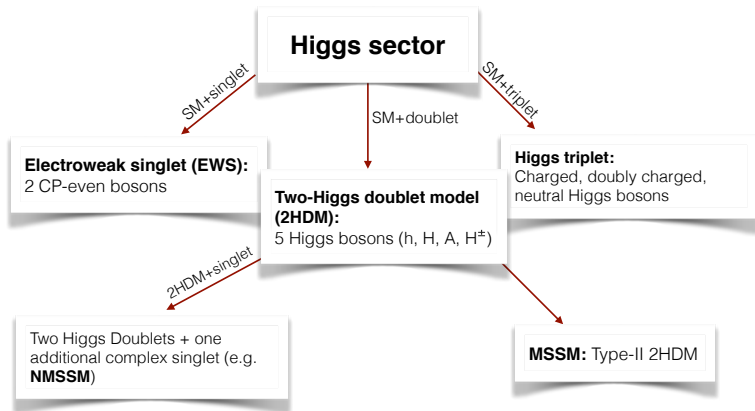 Higgs sector
SM+singlet
SM+doublet
SM+triplet
Electroweak singlet (EWS):
2 CP-even bosons
Two-Higgs doublet model
(2HDM):
5 Higgs bosons (h, H, A, H±)
Higgs triplet:
Charged, doubly charged,
neutral Higgs bosons
2HDM+singlet
Two Higgs Doublets + one
additional complex singlet (e.g.
NMSSM)
MSSM: Type-II 2HDM